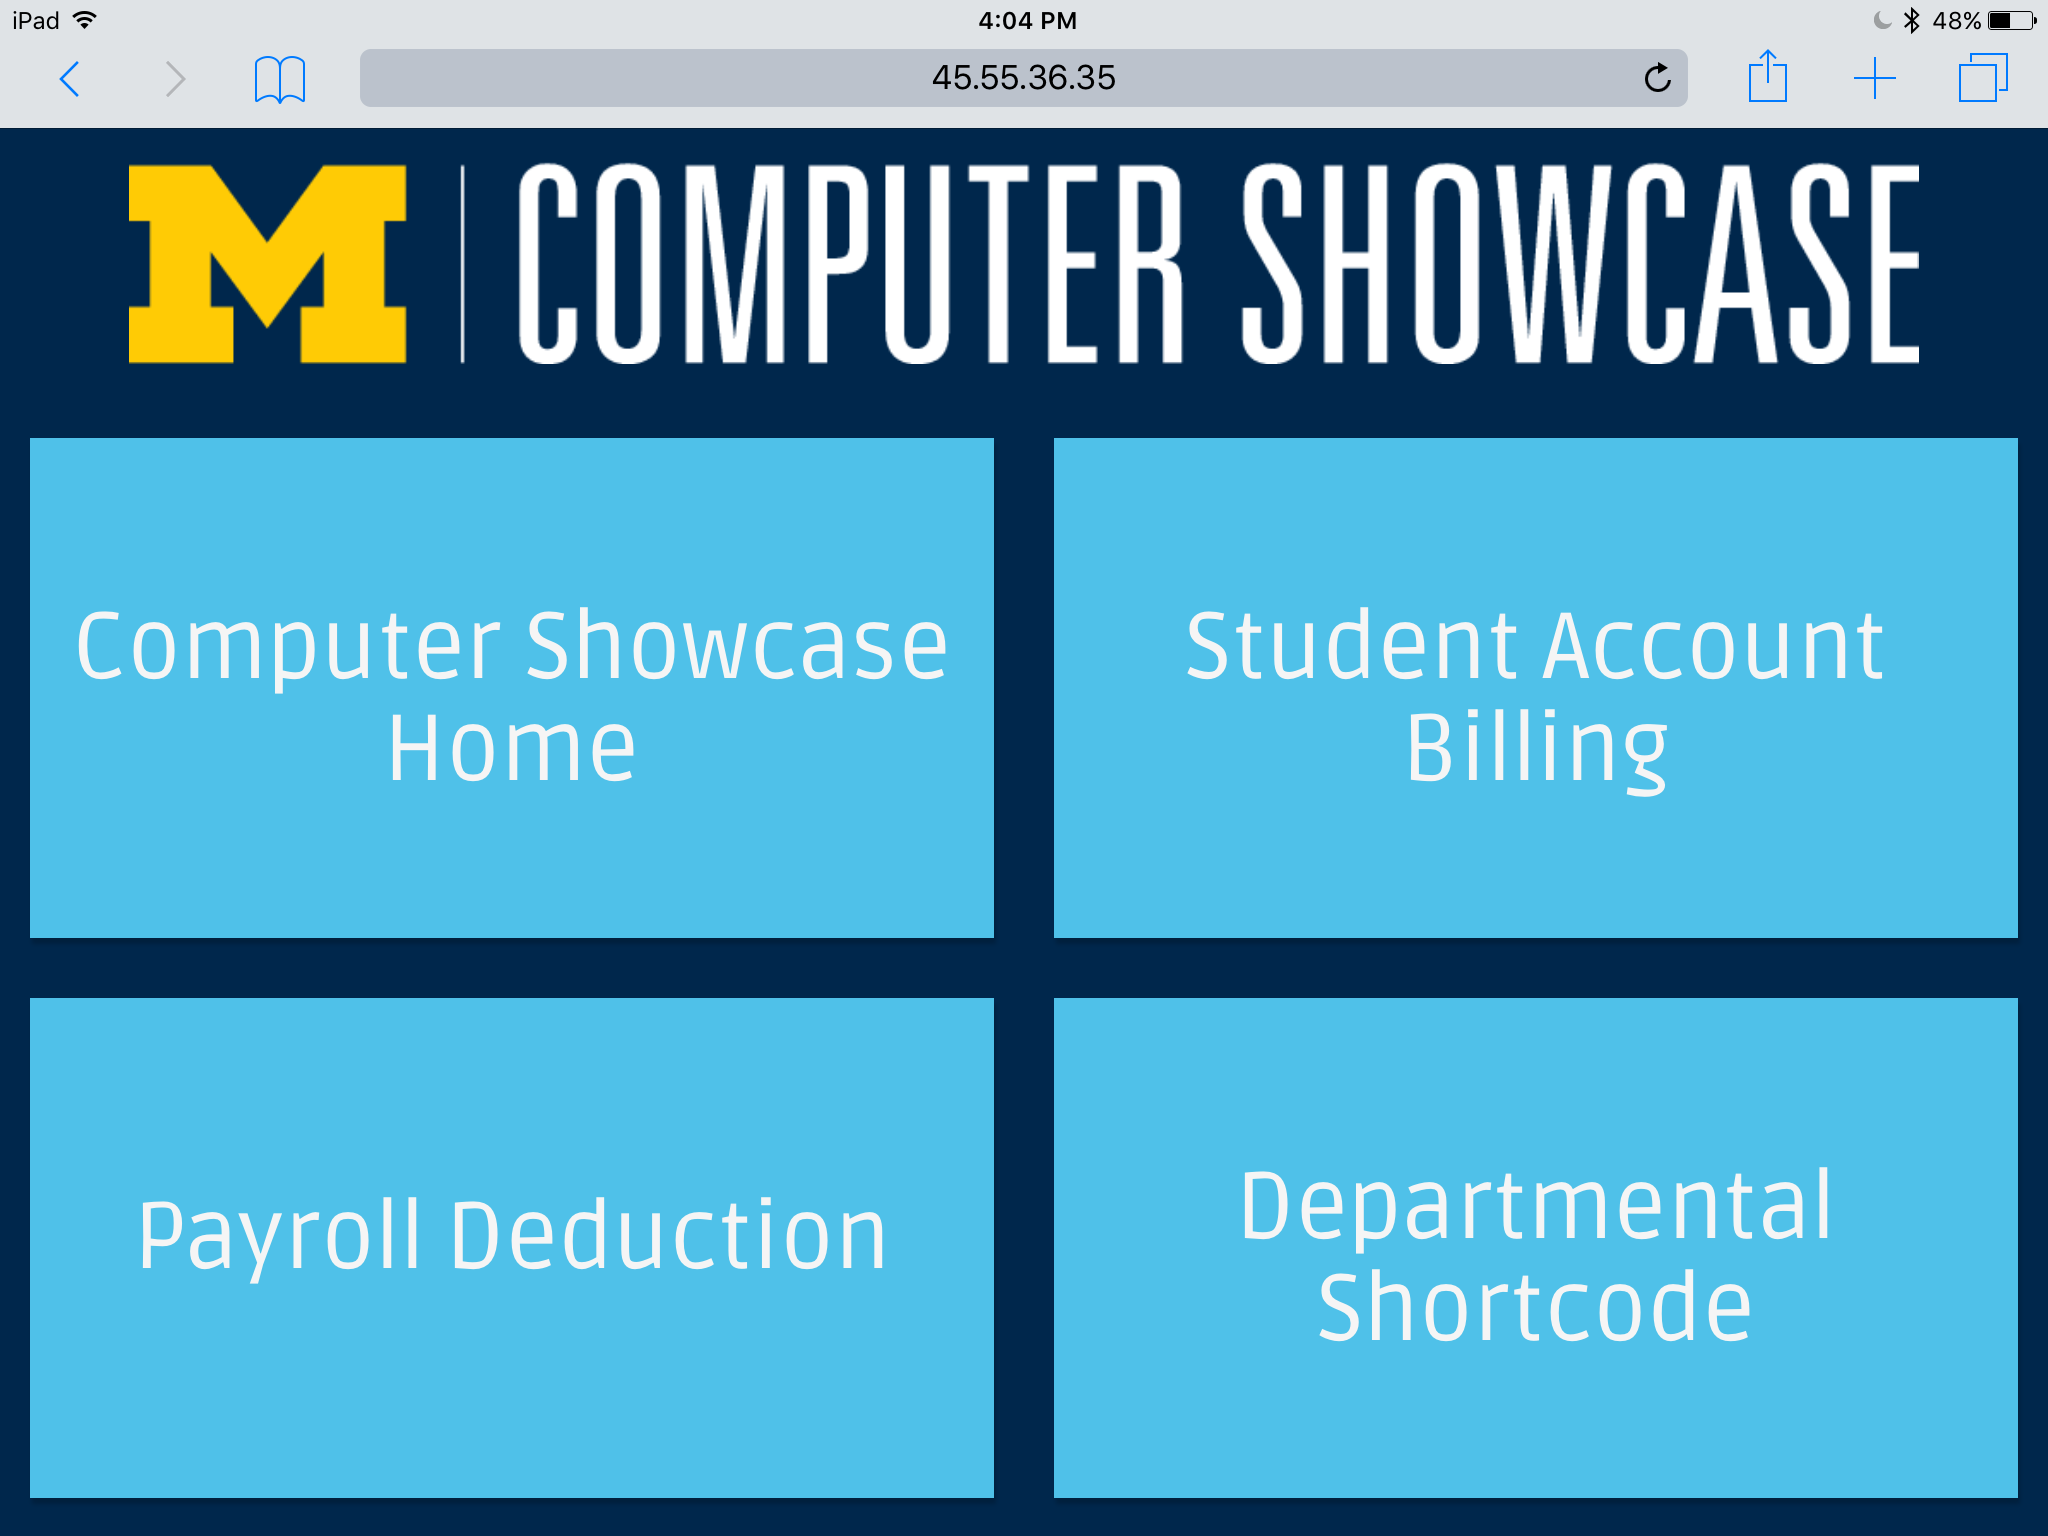 iPad 4:04 PM 48%
45.55.36.35
M COMPUTER SHOWCASE
Computer Showcase
Home
Student Account
Billing
Payroll Deduction
Departmental
Shortcode